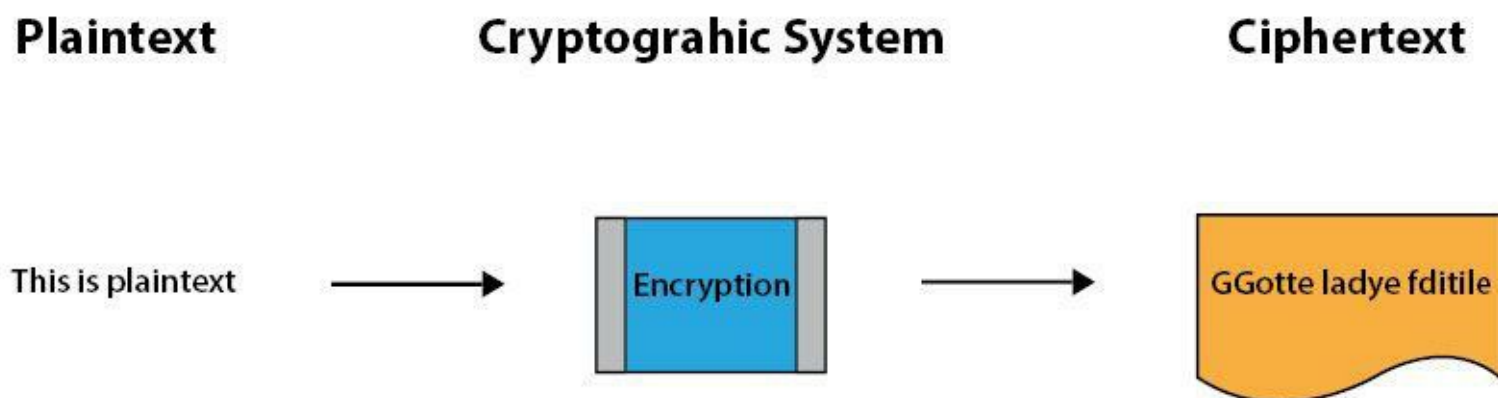 Plaintext
Cryptograhic System
Ciphertext
This is plaintext
Encryption
GGotte ladye fditile